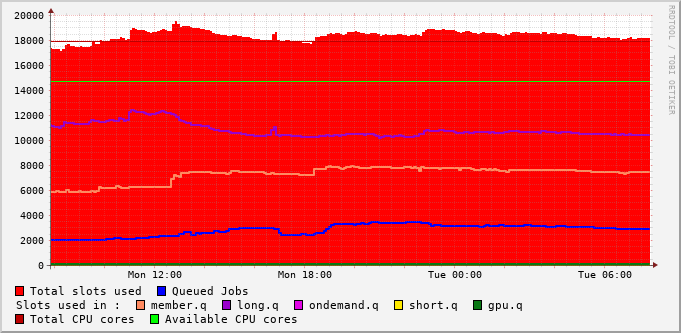 20000
18000
16000
14000
12000
10000
8000
6000
4000
2000
0
Mon 12:00 Mon 18:00 Tue 00:00 Tue 06:00
RRDTOOL / TOBI OETIKER
Total slots used Queued Jobs
Slots used in : member.q long.q ondemand.q short.q gpu.q
Total CPU cores Available CPU cores